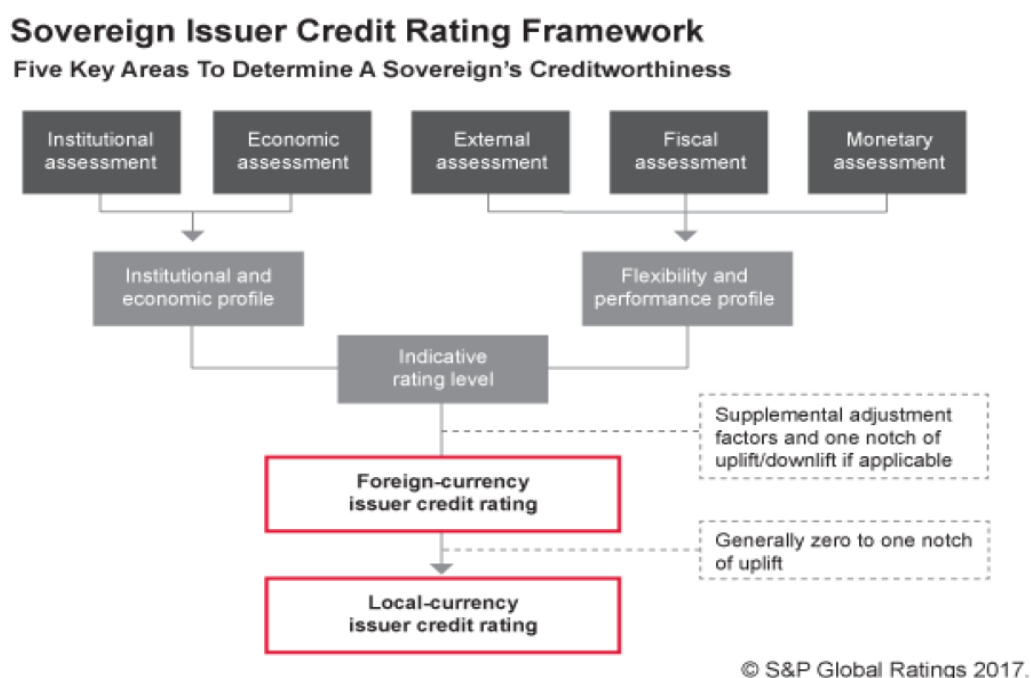 Sovereign Issuer Credit Rating Framework
Five Key Areas To Determine A Sovereign's Creditworthiness
Institutional
assessment
Economic
assessment
External
assessment
Fiscal
assessment
Monetary
assessment
Institutional and
economic profile
Flexibility and
performance profile
Indicative
rating level
Supplemental adjustment
factors and one notch of
uplift/downlift if applicable
Foreign-currency
issuer credit rating
Generally zero to one notch
of uplift
Local-currency
issuer credit rating
© S&P Global Ratings 2017.